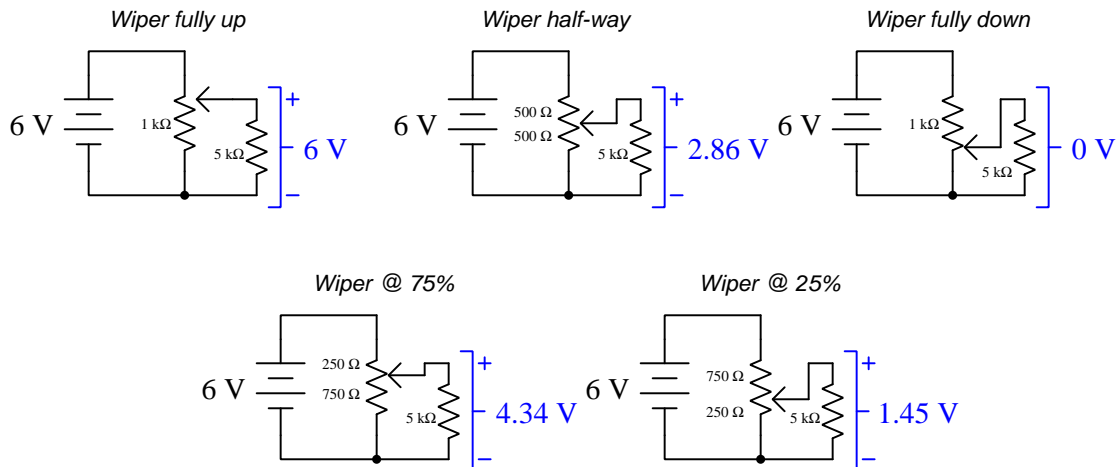 Wiper fully up
6 V
1 kΩ
5 kΩ
+
6 V
−
Wiper half-way
6 V
500 Ω
500 Ω
5 kΩ
+
2.86 V
−
Wiper fully down
6 V
1 kΩ
5 kΩ
0 V
Wiper @ 75%
6 V
250 Ω
750 Ω
5 kΩ
+
4.34 V
−
Wiper @ 25%
6 V
750 Ω
250 Ω
5 kΩ
+
1.45 V
−